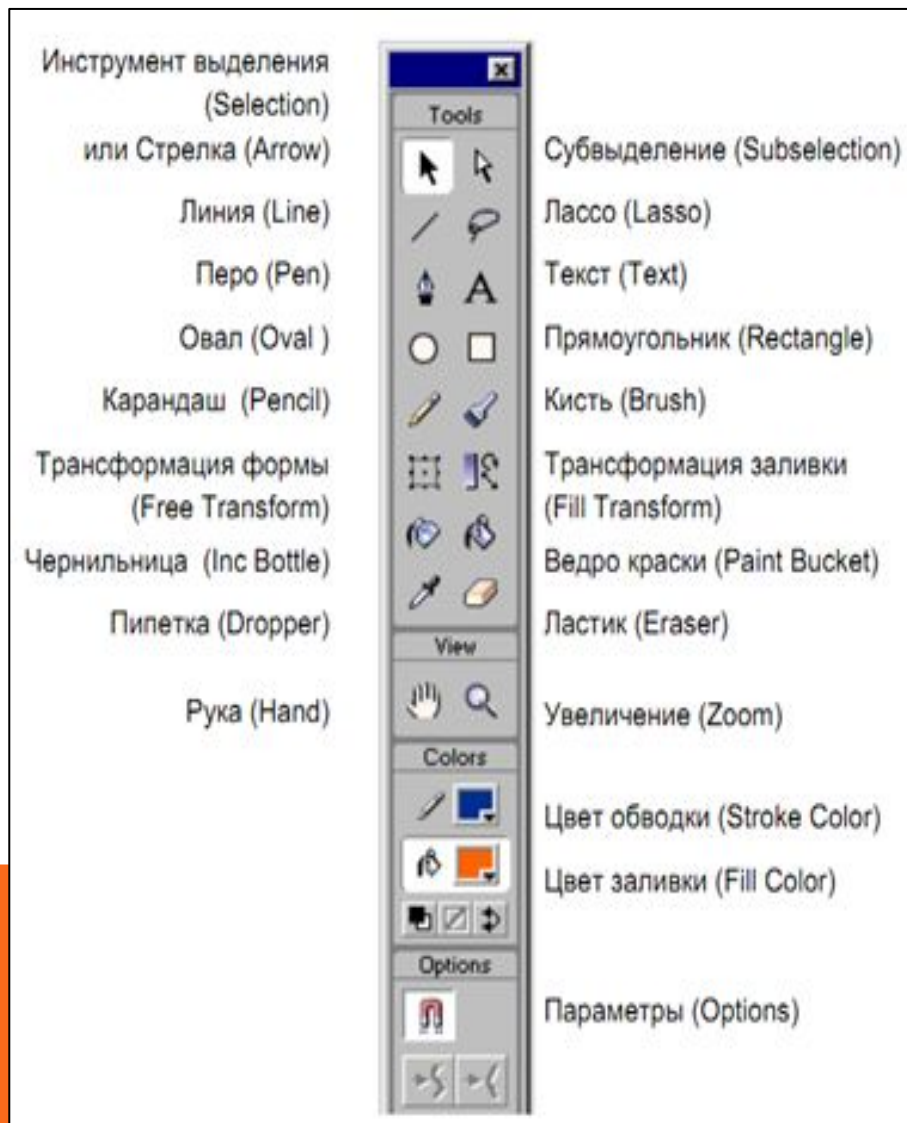 Инструмент выделения
(Selection)
или Стрелка (Arrow)
Линия (Line)
Перо (Pen)
Овал (Oval )
Карандаш (Pencil)
Трансформация формы
(Free Transform)
Чернильница (Inc Bottle)
Пипетка (Dropper)
Рука (Hand)
Tools
A
View
Colors
Options
Субвыделение (Subselection)
Лассо (Lasso)
Текст (Text)
Прямоугольник (Rectangle)
Кисть (Brush)
Трансформация заливки
(Fill Transform)
Ведро краски (Paint Bucket)
Ластик (Eraser)
Увеличение (Zoom)
Цвет обводки (Stroke Color)
Цвет заливки (Fill Color)
Параметры (Options)